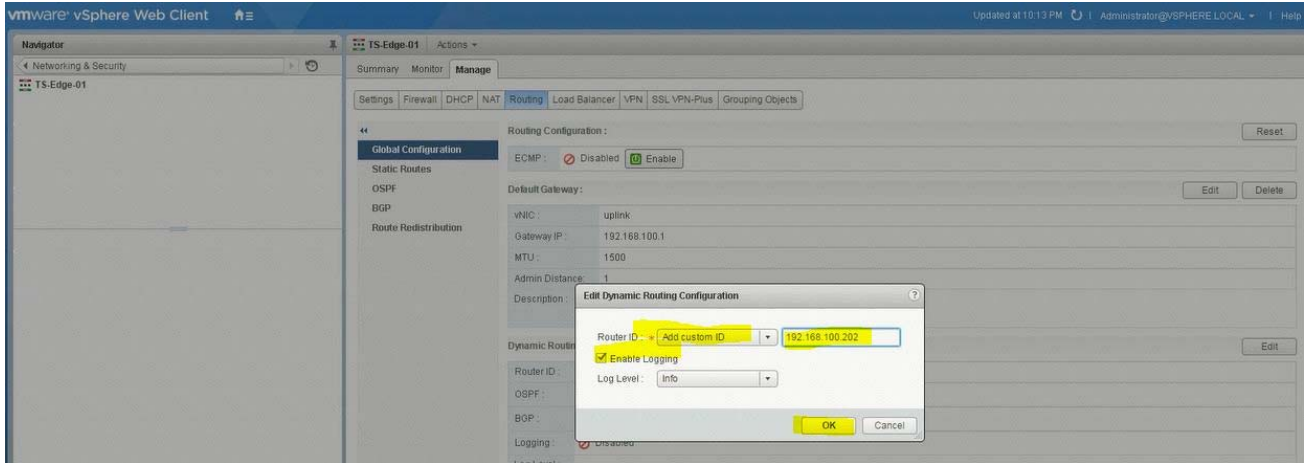 vmware® vSphere Web Client
Updated at 10:13 PM | Administrator@VSPHERE.LOCAL | Help
Navigator
Networking & Security
TS-Edge-01
TS-Edge-01 Actions
Summary Monitor Manage
Settings Firewall DHCP NAT Routing Load Balancer VPN SSL VPN-Plus Grouping Objects
Global Configuration
Static Routes
OSPF
BGP
Route Redistribution
Routing Configuration :
Reset
ECMP : Disabled Enable
Default Gateway :
Edit Delete
vNIC : uplink
Gateway IP : 192.168.100.1
MTU : 1500
Admin Distance: 1
Description :
Edit Dynamic Routing Configuration ?
Router ID : * Add custom ID 192.168.100.202
Enable Logging
Log Level : Info
OK Cancel
Edit
Router ID :
OSPF :
BGP :
Logging : Disabled